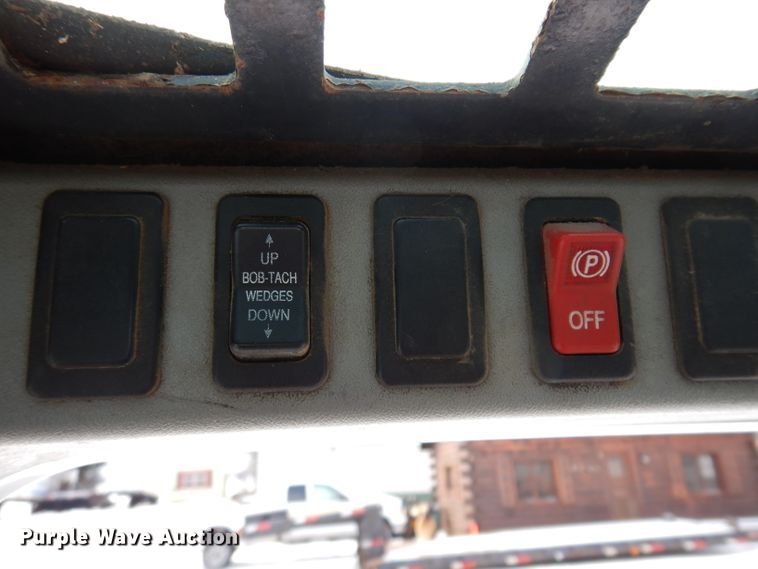 UP
BOB-TACH
WEDGES
DOWN
P
OFF
Purple Wave Auction